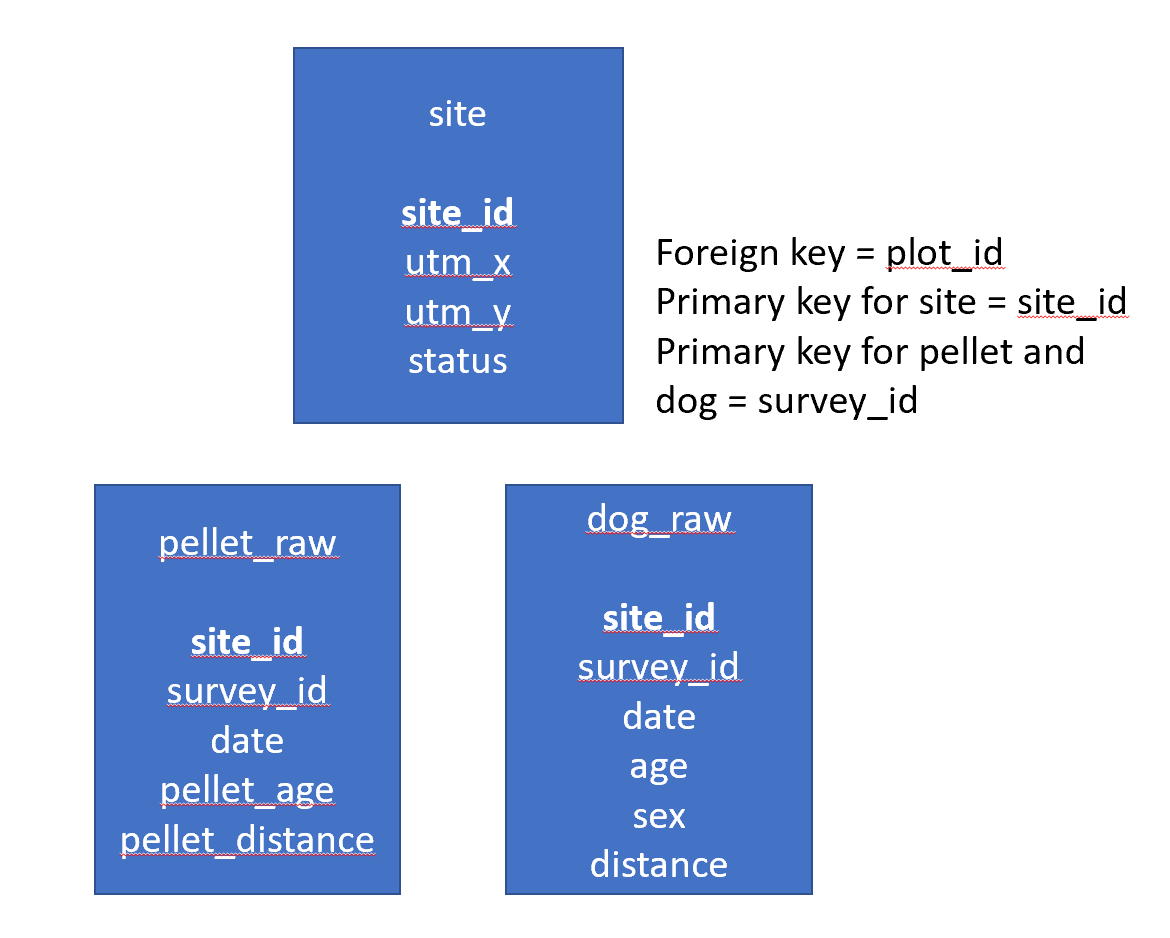 site
site_id
utm_x
utm_y
status
Foreign key = plot_id
Primary key for site = site_id
Primary key for pellet and
dog = survey_id
pellet_raw
site_id
survey_id
date
pellet_age
pellet_distance
dog_raw
site_id
survey_id
date
age
sex
distance